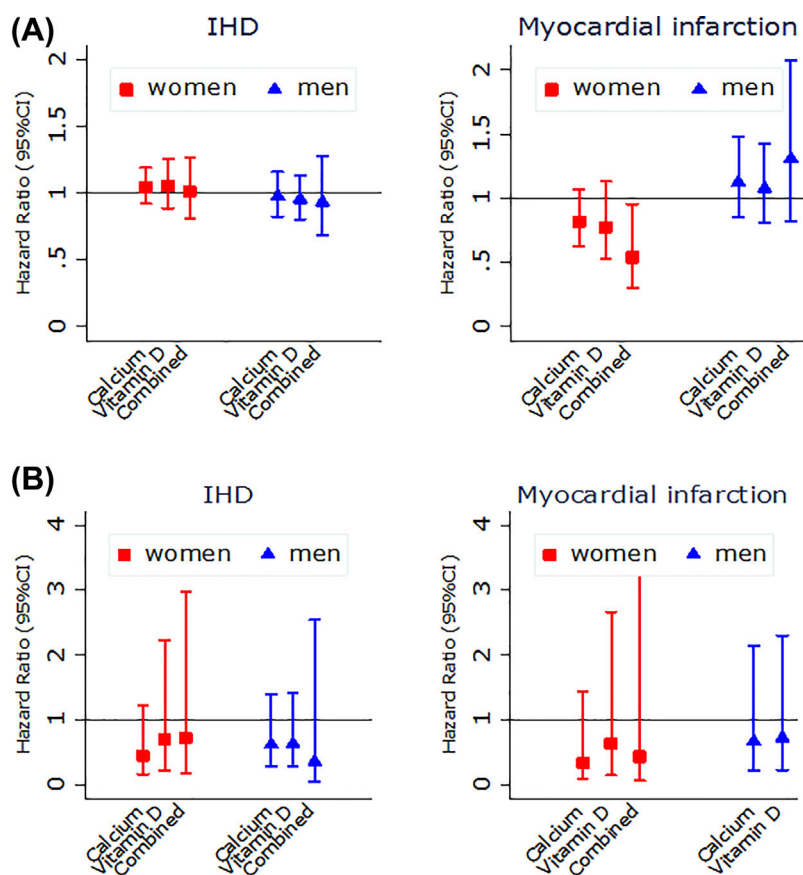 (A)
IHD
Hazard Ratio (95%CI)
2
1.5
1
.5
0
women men
Calcium
Vitamin D
Combined
Calcium
Vitamin D
Combined
Myocardial infarction
Hazard Ratio (95%CI)
2
1.5
1
.5
0
women men
Calcium
Vitamin D
Combined
Calcium
Vitamin D
Combined
(B)
IHD
Hazard Ratio (95%CI)
4
3
2
1
0
women men
Calcium
Vitamin D
Combined
Calcium
Vitamin D
Combined
Myocardial infarction
Hazard Ratio (95%CI)
4
3
2
1
0
women men
Calcium
Vitamin D
Combined
Calcium
Vitamin D